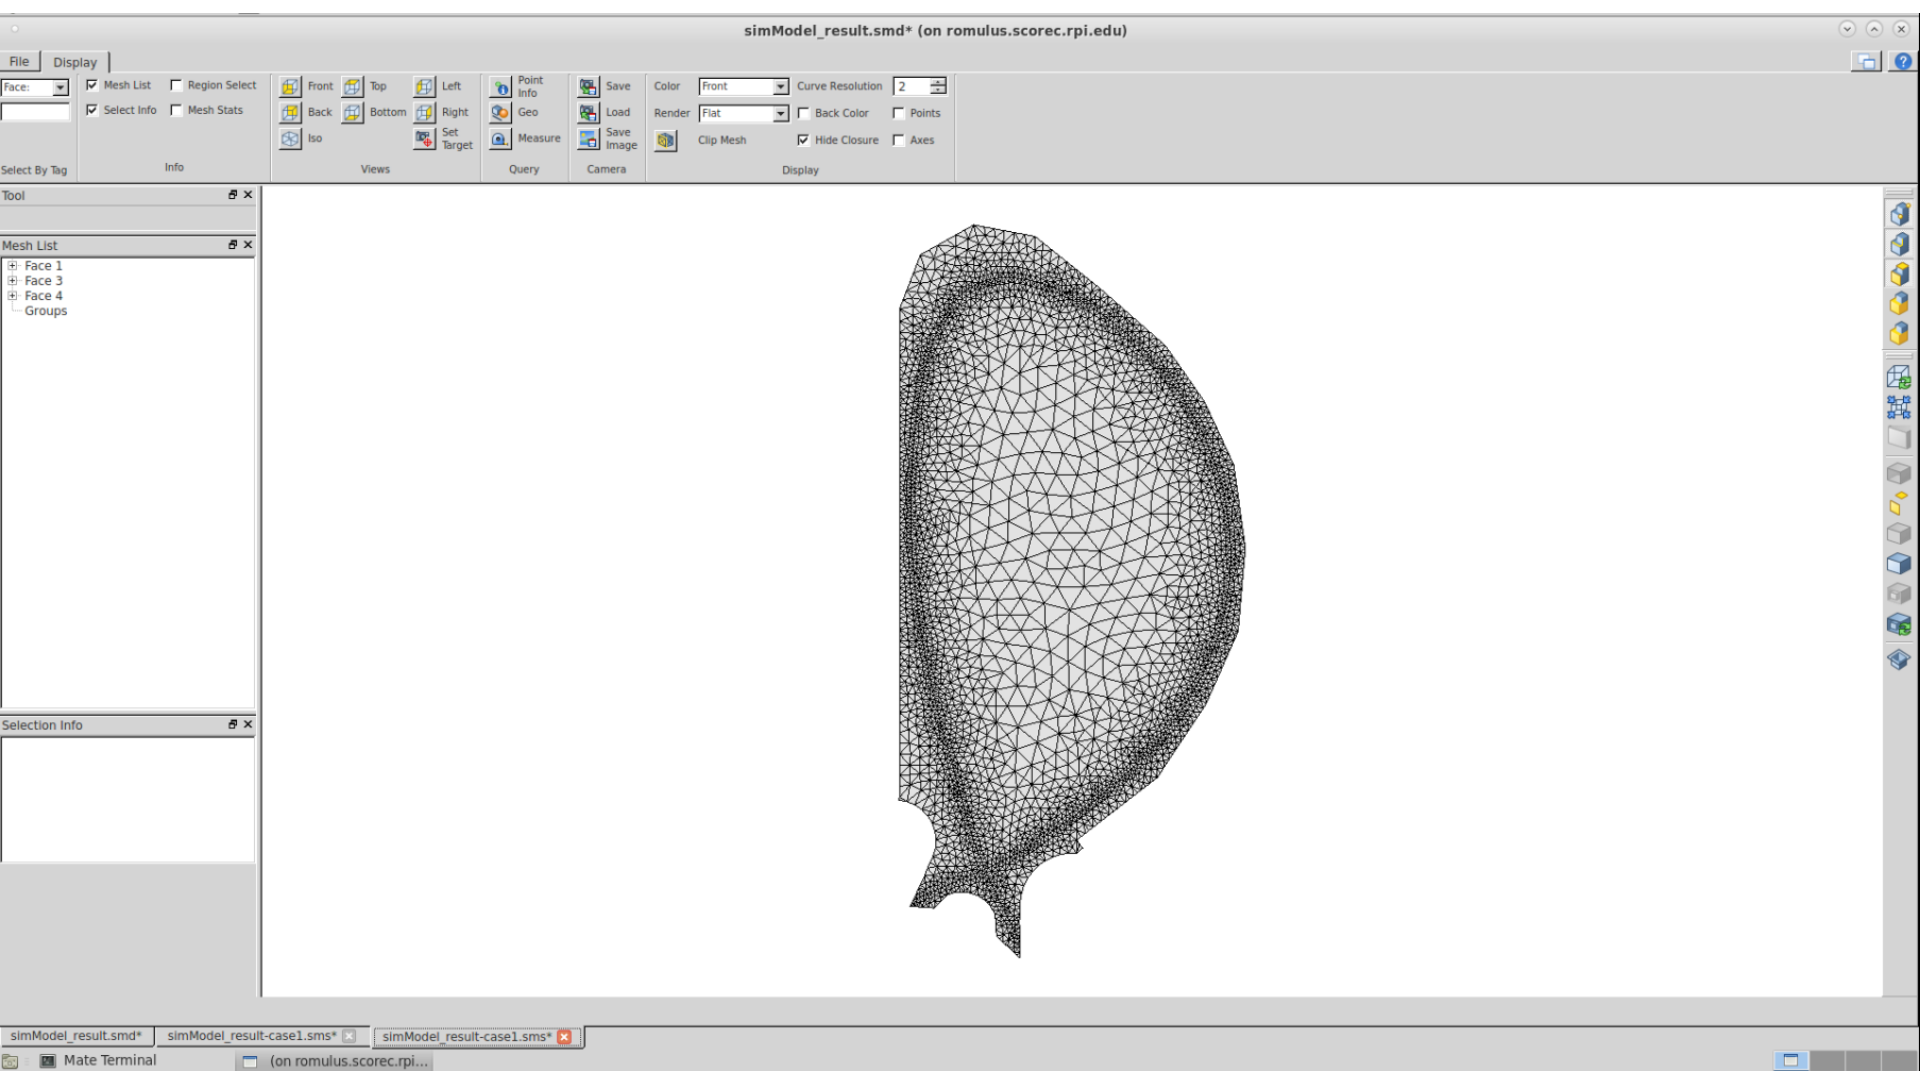 simModel_result.smd* (on romulus.scorec.rpi.edu)
File Display
Face: Mesh List Region Select Front Top Left Point Info Save Color Front Curve Resolution 2
Select Info Mesh Stats Back Bottom Right Geo Load Render Flat Back Color Points
Iso Set Target Measure Save Image Clip Mesh Hide Closure Axes
Select By Tag Info Views Query Camera Display
Tool
Mesh List
Face 1
Face 3
Face 4
Groups
Selection Info
simModel_result.smd* simModel_result-case1.sms* simModel_result-case1.sms*
Mate Terminal (on romulus.scorec.rpi...